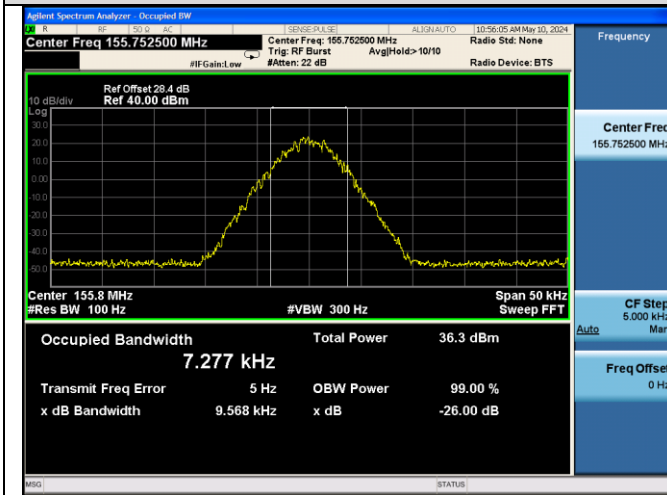 Agilent Spectrum Analyzer - Occupied BW
R RF 50 Ω AC SENSE:PULSE ALIGNAUTO 10:56:05 AM May 10, 2024
Center Freq 155.752500 MHz
Center Freq: 155.752500 MHz
Radio Std: None
Trig: RF Burst Avg|Hold:>10/10
#IFGain:Low #Atten: 22 dB Radio Device: BTS
Ref Offset 28.4 dB
10 dB/div Ref 40.00 dBm
Log
30.0
20.0
10.0
0.00
-10.0
-20.0
-30.0
-40.0
-50.0
Center 155.8 MHz Span 50 kHz
#Res BW 100 Hz #VBW 300 Hz Sweep FFT
Occupied Bandwidth Total Power 36.3 dBm
7.277 kHz
Transmit Freq Error 5 Hz OBW Power 99.00 %
x dB Bandwidth 9.568 kHz x dB -26.00 dB
MSG STATUS
Frequency
Center Freq
155.752500 MHz
CF Step
5.000 kHz
Auto Man
Freq Offset
0 Hz